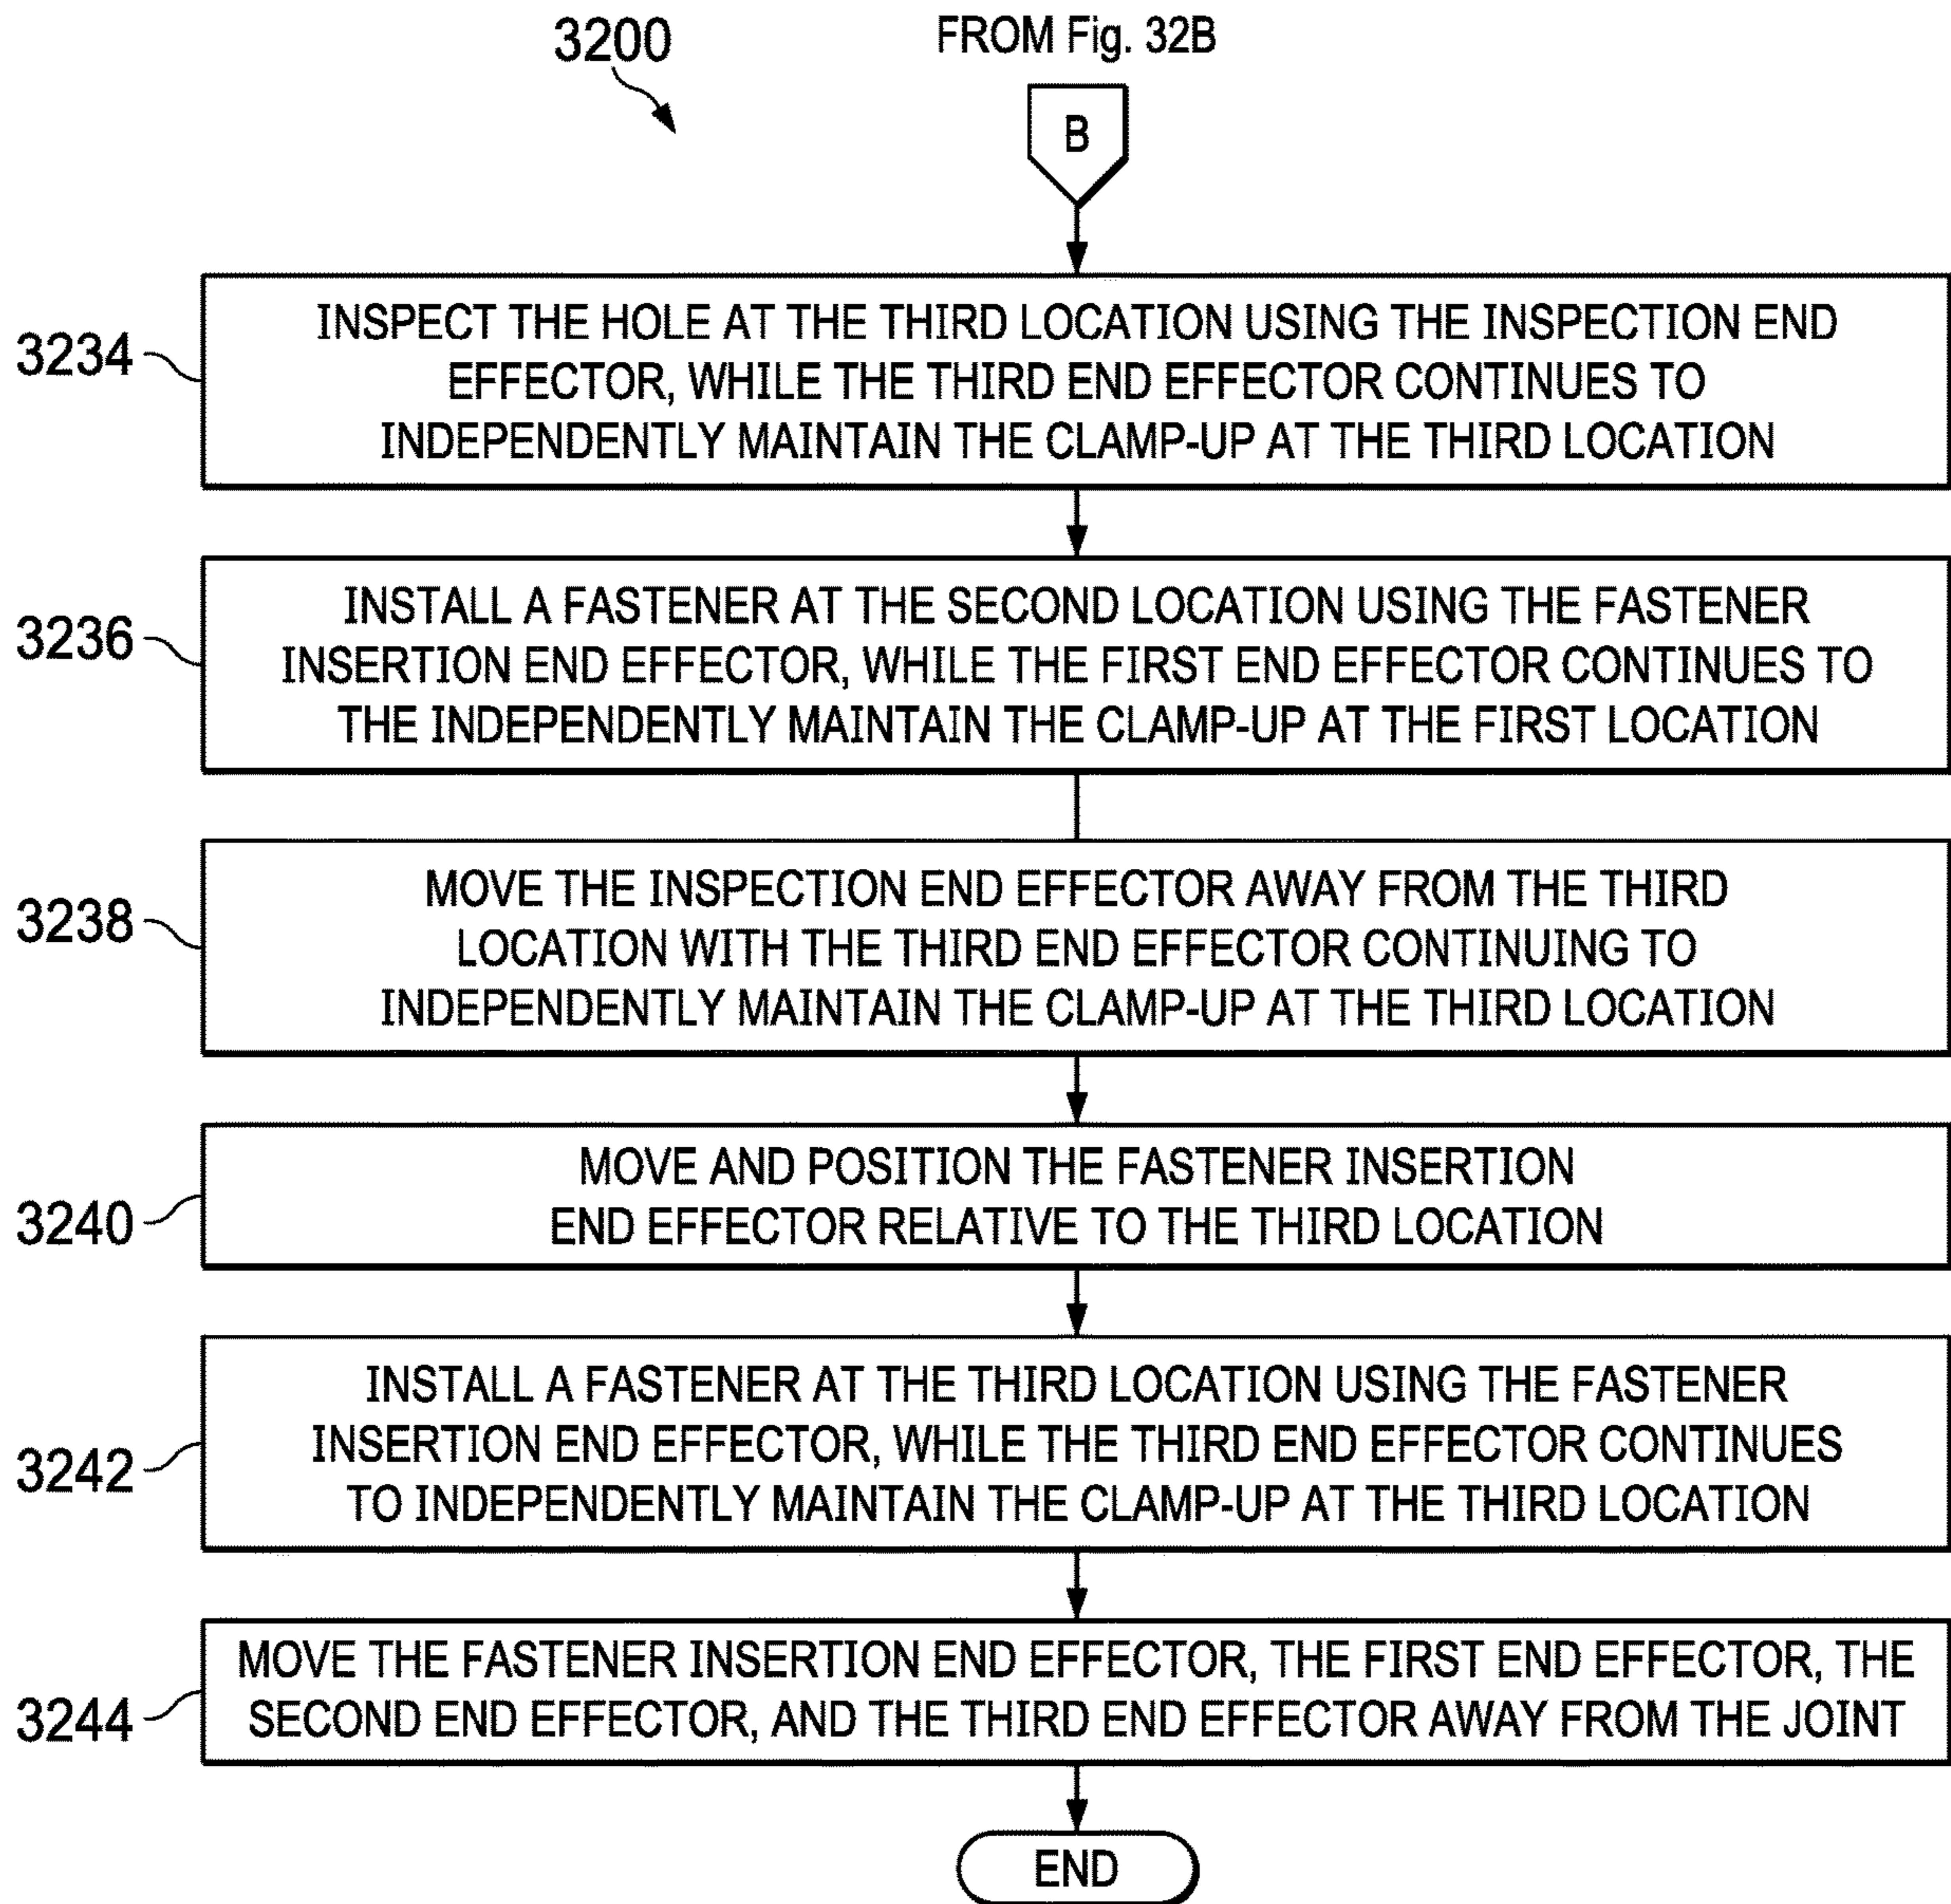 3200
FROM Fig. 32B
B
3234
INSPECT THE HOLE AT THE THIRD LOCATION USING THE INSPECTION END
EFFECTOR, WHILE THE THIRD END EFFECTOR CONTINUES TO
INDEPENDENTLY MAINTAIN THE CLAMP-UP AT THE THIRD LOCATION
3236
INSTALL A FASTENER AT THE SECOND LOCATION USING THE FASTENER
INSERTION END EFFECTOR, WHILE THE FIRST END EFFECTOR CONTINUES TO
THE INDEPENDENTLY MAINTAIN THE CLAMP-UP AT THE FIRST LOCATION
3238
MOVE THE INSPECTION END EFFECTOR AWAY FROM THE THIRD
LOCATION WITH THE THIRD END EFFECTOR CONTINUING TO
INDEPENDENTLY MAINTAIN THE CLAMP-UP AT THE THIRD LOCATION
3240
MOVE AND POSITION THE FASTENER INSERTION
END EFFECTOR RELATIVE TO THE THIRD LOCATION
3242
INSTALL A FASTENER AT THE THIRD LOCATION USING THE FASTENER
INSERTION END EFFECTOR, WHILE THE THIRD END EFFECTOR CONTINUES
TO INDEPENDENTLY MAINTAIN THE CLAMP-UP AT THE THIRD LOCATION
3244
MOVE THE FASTENER INSERTION END EFFECTOR, THE FIRST END EFFECTOR, THE
SECOND END EFFECTOR, AND THE THIRD END EFFECTOR AWAY FROM THE JOINT
END